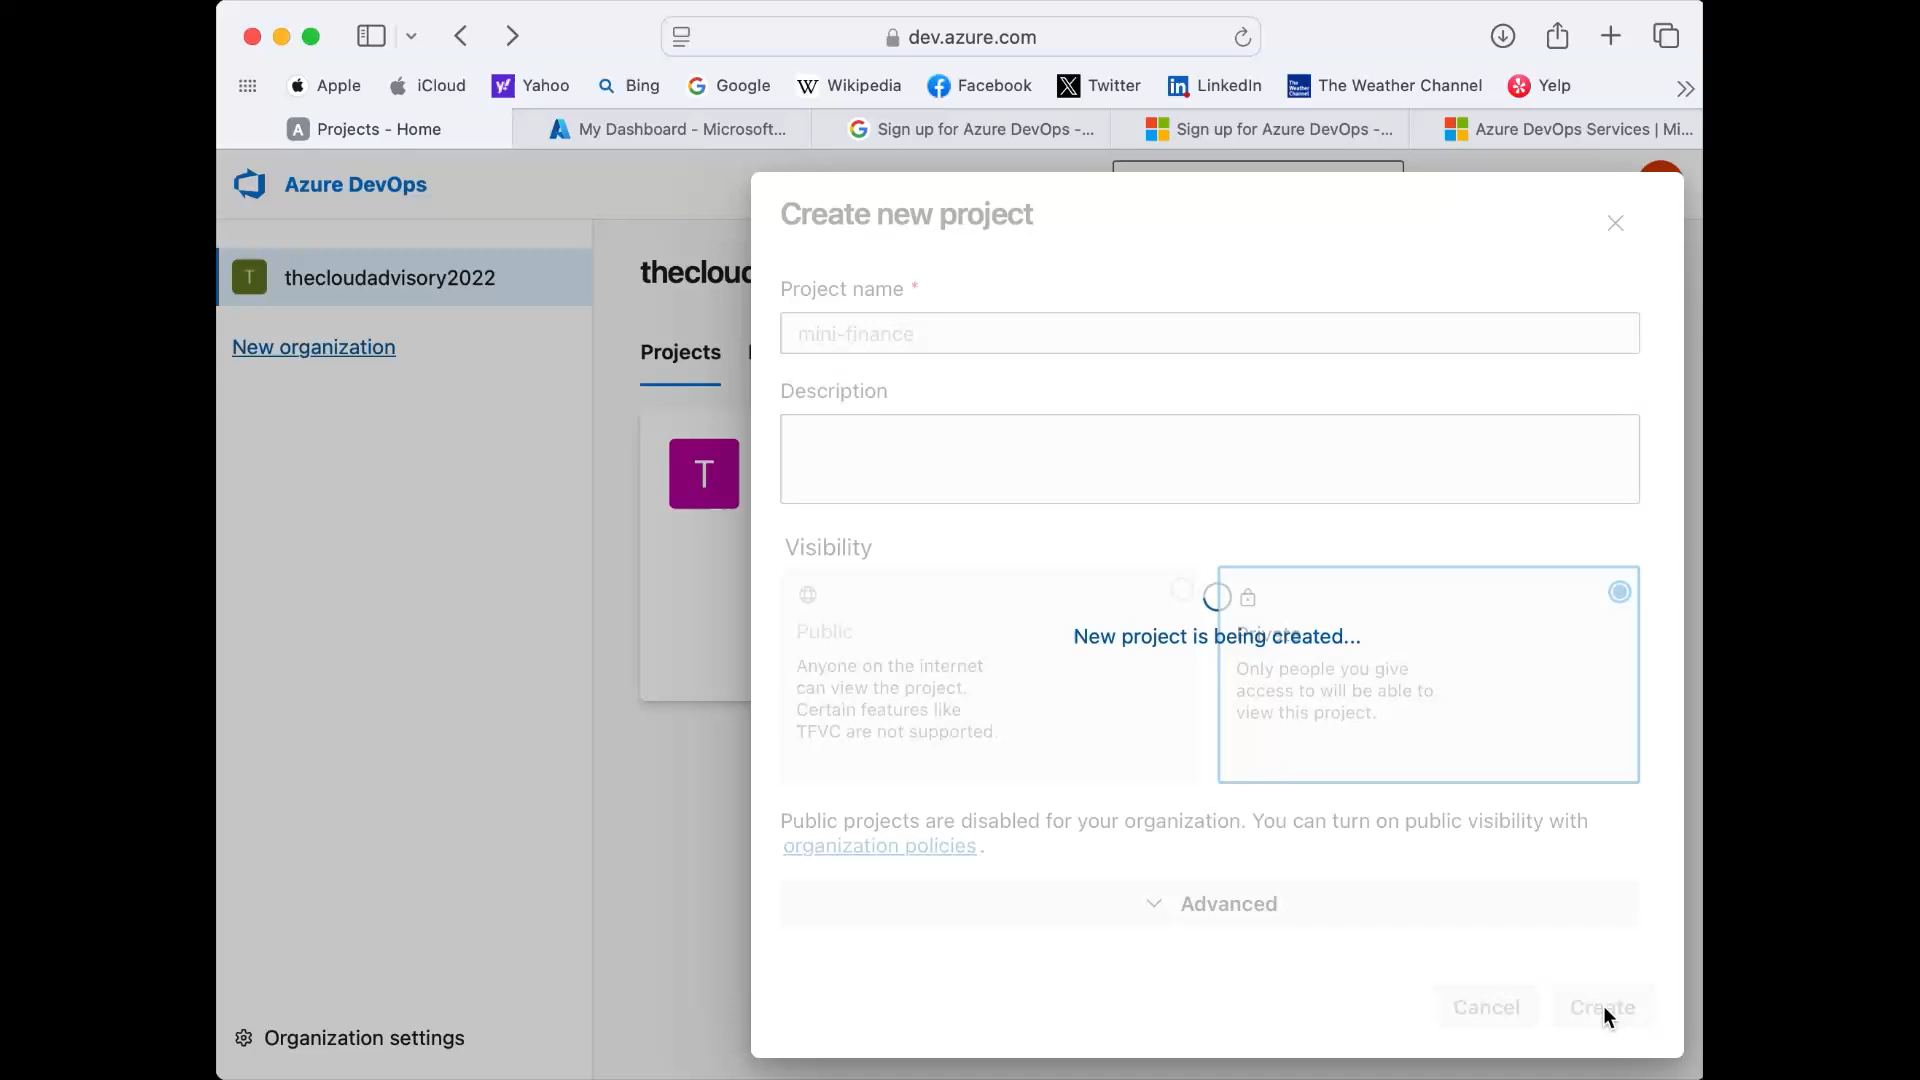 dev.azure.com
Apple iCloud Yahoo Bing Google Wikipedia Facebook Twitter LinkedIn The Weather Channel Yelp
A Projects - Home My Dashboard - Microsoft... Sign up for Azure DevOps -... Sign up for Azure DevOps -... Azure DevOps Services | Mi...
Azure DevOps
T thecloudadvisory2022
New organization
Organization settings
thecloud
Projects
T
Create new project
Project name *
mini-finance
Description
Visibility
Public
Anyone on the internet
can view the project.
Certain features like
TFVC are not supported.
New project is being created...
Private
Only people you give
access to will be able to
view this project.
Public projects are disabled for your organization. You can turn on public visibility with
organization policies.
Advanced
Cancel Create